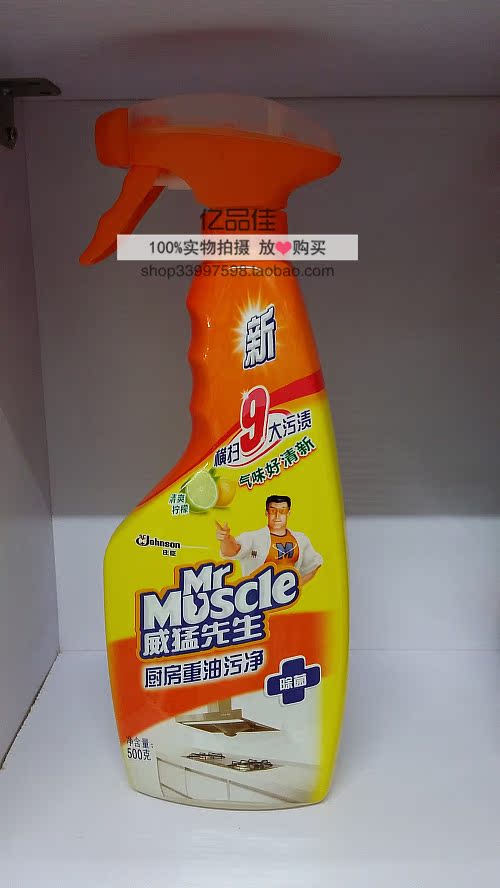 亿品佳
100%实物拍摄 放❤购买
shop33997598.taobao.com
新
横扫9大污渍
气味好清新
清爽
柠檬
Johnson
庄臣
M
Mr
Muscle
威猛先生
厨房重油污净
除菌
净含量:
500克